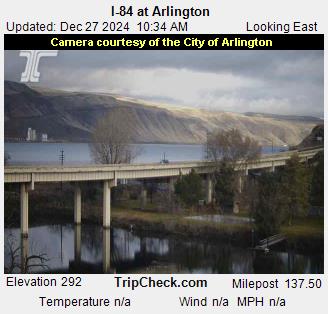 I-84 at Arlington
Updated: Dec 27 2024 10:34 AM Looking East
Camera courtesy of the City of Arlington
Elevation 292 TripCheck.com Milepost 137.50
Temperature n/a Wind n/a MPH n/a